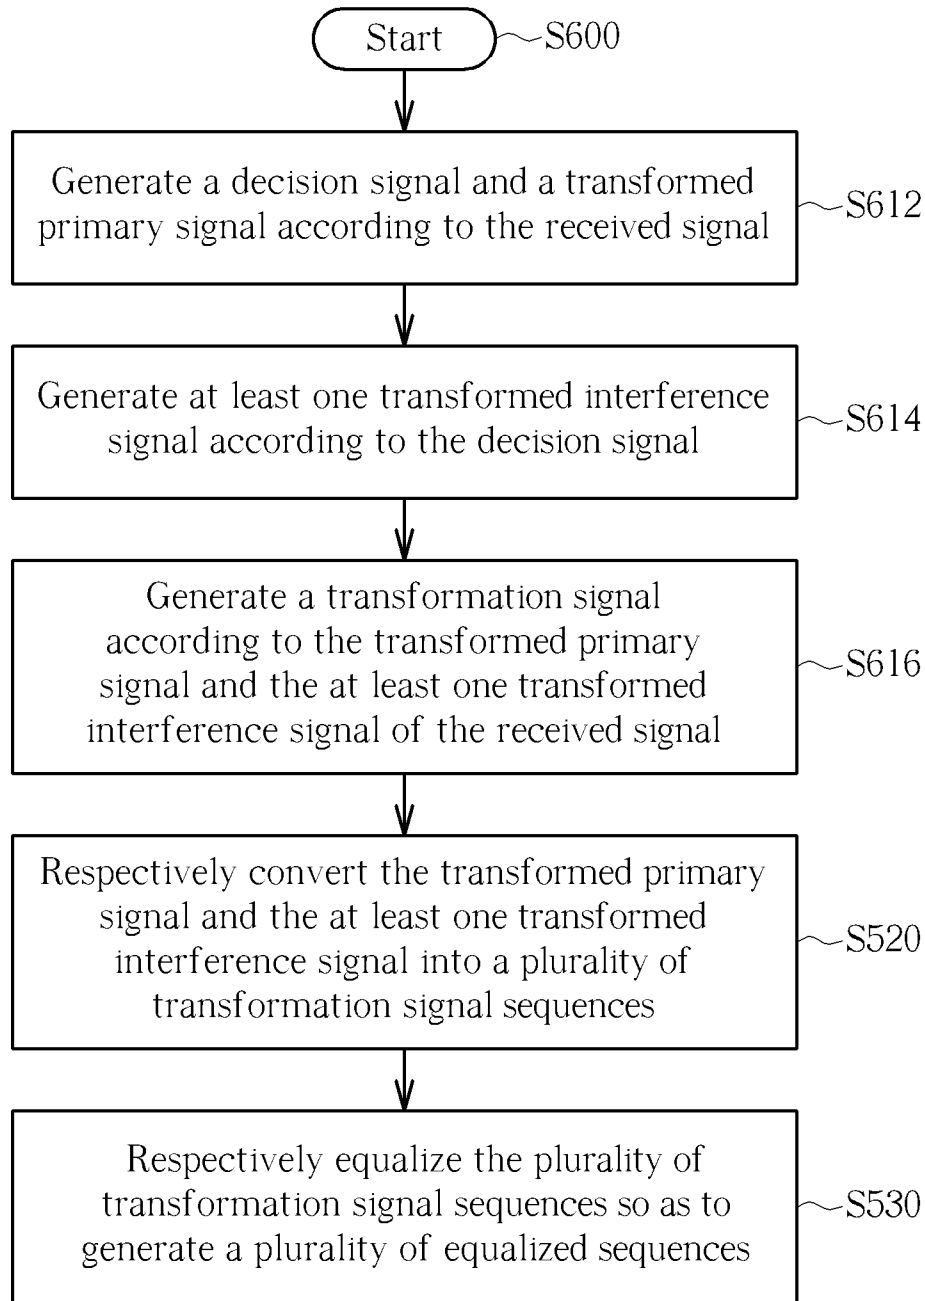 Start
S600
Generate a decision signal and a transformed
primary signal according to the received signal
S612
Generate at least one transformed interference
signal according to the decision signal
S614
Generate a transformation signal
according to the transformed primary
signal and the at least one transformed
interference signal of the received signal
S616
Respectively convert the transformed primary
signal and the at least one transformed
interference signal into a plurality of
transformation signal sequences
S520
Respectively equalize the plurality of
transformation signal sequences so as to
generate a plurality of equalized sequences
S530